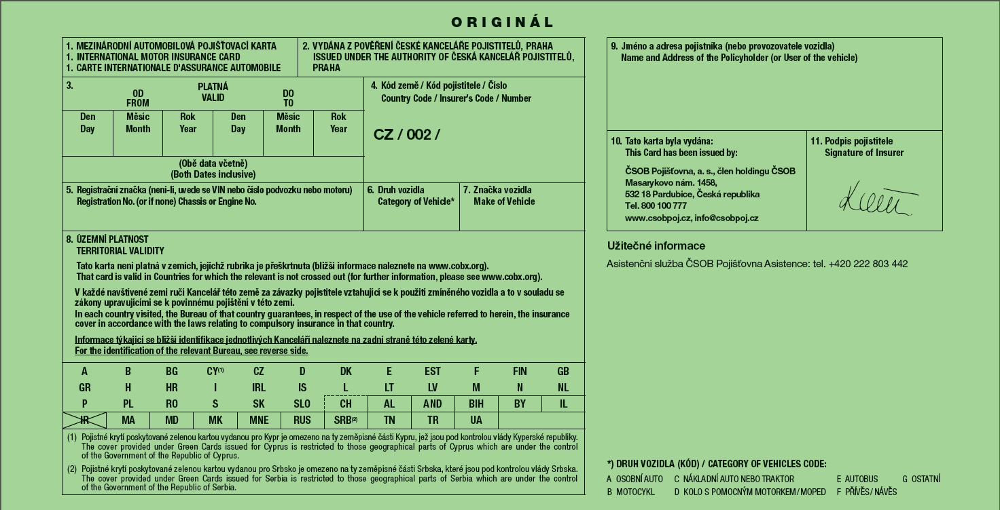 ORIGINÁL
1. MEZINÁRODNÍ AUTOMOBILOVÁ POJIŠŤOVACÍ KARTA
1. INTERNATIONAL MOTOR INSURANCE CARD
1. CARTE INTERNATIONALE D'ASSURANCE AUTOMOBILE
2. VYDÁNA Z POVĚŘENÍ ČESKÉ KANCELÁŘE POJISTITELŮ, PRAHA
ISSUED UNDER THE AUTHORITY OF ČESKÁ KANCELÁŘ POJISTITELŮ,
PRAHA
3. PLATNÁ
VALID
OD
FROM
DO
TO
Den Měsíc Rok Den Měsíc Rok
Day Month Year Day Month Year
(Obě data včetně)
(Both Dates inclusive)
4. Kód země / Kód pojistitele / Číslo
Country Code / Insurer's Code / Number
CZ / 002 /
5. Registrační značka (není-li, uvede se VIN nebo číslo podvozku nebo motoru)
Registration No. (or if none) Chassis or Engine No.
6. Druh vozidla
Category of Vehicle*
7. Značka vozidla
Make of Vehicle
8. ÚZEMNÍ PLATNOST
TERRITORIAL VALIDITY
Tato karta není platná v zemích, jejichž rubrika je přeškrtnuta (bližší informace naleznete na www.cobx.org).
That card is valid in Countries for which the relevant is not crossed out (for further information, please see www.cobx.org).
V každé navštívené zemi ručí Kancelář této země za závazky pojistitele vztahující se k použití zmíněného vozidla a to v souladu se
zákony upravujícími se k povinnému pojištění v této zemi.
In each country visited, the Bureau of that country guarantees, in respect of the use of the vehicle referred to herein, the insurance
cover in accordance with the laws relating to compulsory insurance in that country.
Informace týkající se bližší identifikace jednotlivých Kanceláří naleznete na zadní straně této zelené karty.
For the identification of the relevant Bureau, see reverse side.
A B BG CY(1) CZ D DK E EST F FIN GB
GR H HR I IRL IS L LT LV M N NL
P PL RO S SK SLO CH AL AND BIH BY IL
IR MA MD MK MNE RUS SRB(2) TN TR UA
(1) Pojistné krytí poskytované zelenou kartou vydanou pro Kypr je omezeno na ty zeměpisné části Kypru, jež jsou pod kontrolou vlády Kyperské republiky.
The cover provided under Green Cards issued for Cyprus is restricted to those geographical parts of Cyprus which are under the control
of the Government of the Republic of Cyprus.
(2) Pojistné krytí poskytované zelenou kartou vydanou pro Srbsko je omezeno na ty zeměpisné části Srbska, které jsou pod kontrolou vlády Srbska.
The cover provided under Green Cards issued for Serbia is restricted to those geographical parts of Serbia which are under the control
of the Government of the Republic of Serbia.
9. Jméno a adresa pojistníka (nebo provozovatele vozidla)
Name and Address of the Policyholder (or User of the vehicle)
10. Tato karta byla vydána:
This Card has been issued by:
ČSOB Pojišťovna, a. s., člen holdingu ČSOB
Masarykovo nám. 1458,
532 18 Pardubice, Česká republika
Tel. 800 100 777
www.csobpoj.cz, info@csobpoj.cz
11. Podpis pojistitele
Signature of Insurer
Užitečné informace
Asistenční služba ČSOB Pojišťovna Asistence: tel. +420 222 803 442
*) DRUH VOZIDLA (KÓD) / CATEGORY OF VEHICLES CODE:
A OSOBNÍ AUTO C NÁKLADNÍ AUTO NEBO TRAKTOR E AUTOBUS G OSTATNÍ
B MOTOCYKL D KOLO S POMOCNÝM MOTORKEM/MOPED F PŘÍVĚS/NÁVĚS